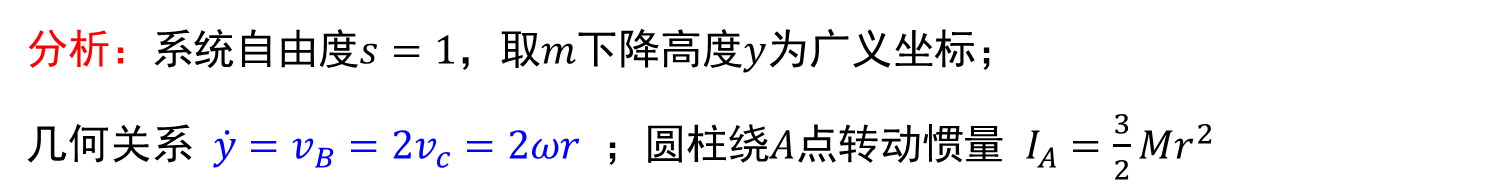 分析：系统自由度s = 1，取m下降高度y为广义坐标；
几何关系 ẏ = v_B = 2v_c = 2ωr ；圆柱绕A点转动惯量 I_A = 3/2 Mr²